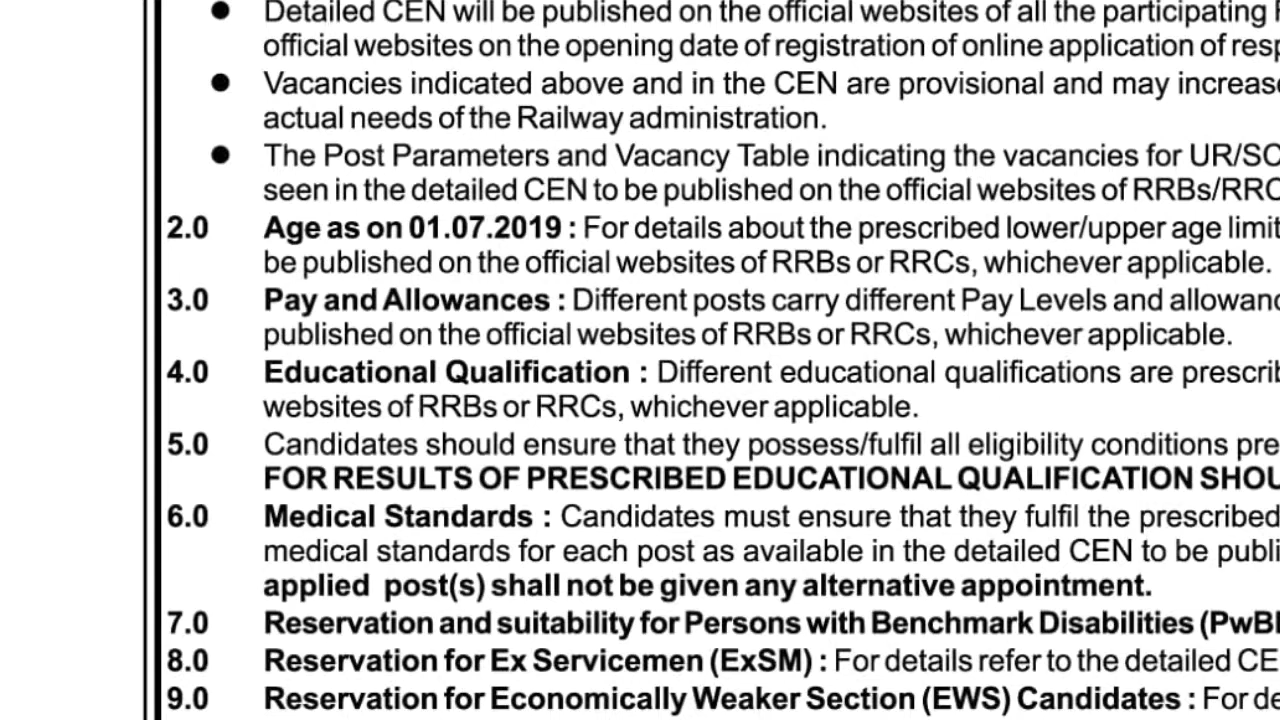 ● Detailed CEN will be published on the official websites of all the participating
official websites on the opening date of registration of online application of
● Vacancies indicated above and in the CEN are provisional and may
actual needs of the Railway administration.
● The Post Parameters and Vacancy Table indicating the vacancies for UR/SC
seen in the detailed CEN to be published on the official websites of RRBs/RRC
2.0 Age as on 01.07.2019 : For details about the prescribed lower/upper age limit
be published on the official websites of RRBs or RRCs, whichever applicable.
3.0 Pay and Allowances : Different posts carry different Pay Levels and
published on the official websites of RRBs or RRCs, whichever applicable.
4.0 Educational Qualification : Different educational qualifications are
websites of RRBs or RRCs, whichever applicable.
5.0 Candidates should ensure that they possess/fulfil all eligibility conditions
FOR RESULTS OF PRESCRIBED EDUCATIONAL QUALIFICATION
6.0 Medical Standards : Candidates must ensure that they fulfil the prescribed
medical standards for each post as available in the detailed CEN to be
applied post(s) shall not be given any alternative appointment.
7.0 Reservation and suitability for Persons with Benchmark Disabilities
8.0 Reservation for Ex Servicemen (ExSM) : For details refer to the detailed
9.0 Reservation for Economically Weaker Section (EWS) Candidates : For